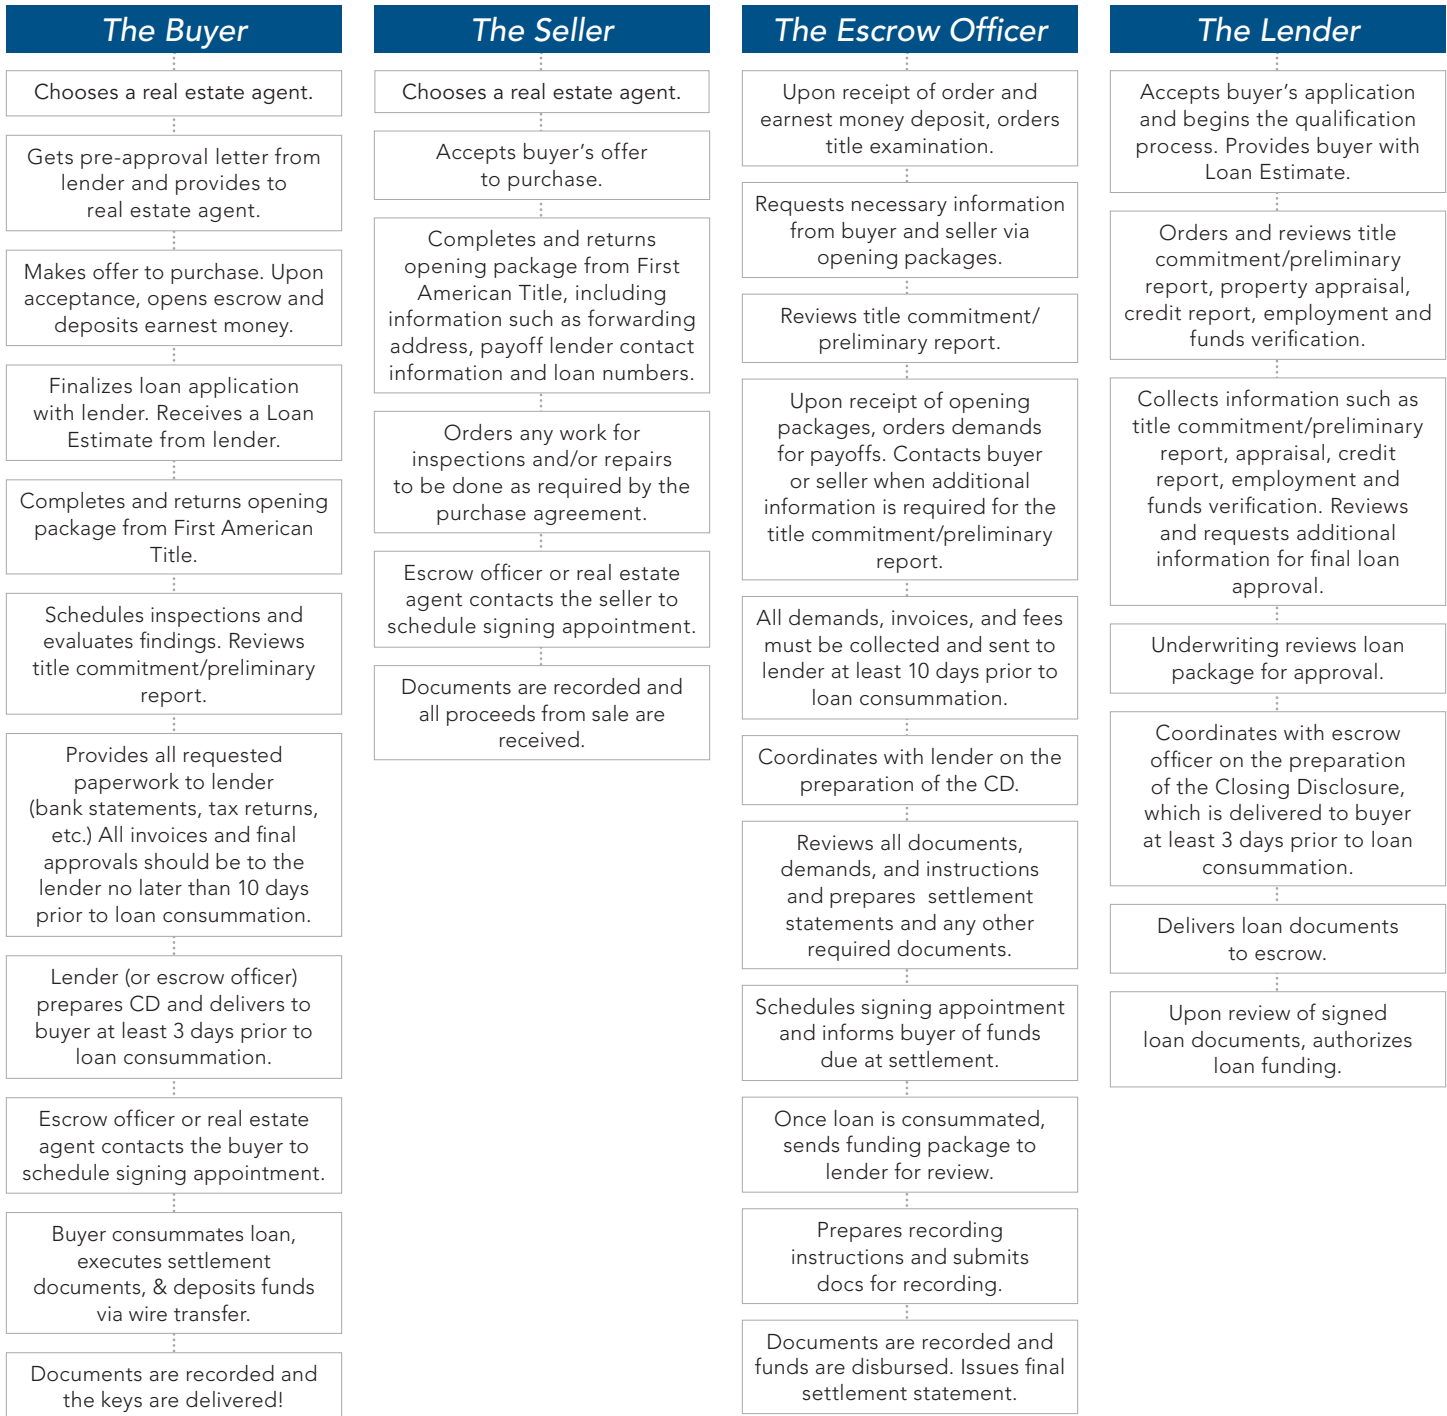 The Buyer
Chooses a real estate agent.
Gets pre-approval letter from
lender and provides to
real estate agent.
Makes offer to purchase. Upon
acceptance, opens escrow and
deposits earnest money.
Finalizes loan application
with lender. Receives a Loan
Estimate from lender.
Completes and returns opening
package from First American
Title.
Schedules inspections and
evaluates findings. Reviews
title commitment/preliminary
report.
Provides all requested
paperwork to lender
(bank statements, tax returns,
etc.) All invoices and final
approvals should be to the
lender no later than 10 days
prior to loan consummation.
Lender (or escrow officer)
prepares CD and delivers to
buyer at least 3 days prior to
loan consummation.
Escrow officer or real estate
agent contacts the buyer to
schedule signing appointment.
Buyer consummates loan,
executes settlement
documents, & deposits funds
via wire transfer.
Documents are recorded and
the keys are delivered!
The Seller
Chooses a real estate agent.
Accepts buyer's offer
to purchase.
Completes and returns
opening package from First
American Title, including
information such as forwarding
address, payoff lender contact
information and loan numbers.
Orders any work for
inspections and/or repairs
to be done as required by the
purchase agreement.
Escrow officer or real estate
agent contacts the seller to
schedule signing appointment.
Documents are recorded and
all proceeds from sale are
received.
The Escrow Officer
Upon receipt of order and
earnest money deposit, orders
title examination.
Requests necessary information
from buyer and seller via
opening packages.
Reviews title commitment/
preliminary report.
Upon receipt of opening
packages, orders demands
for payoffs. Contacts buyer
or seller when additional
information is required for the
title commitment/preliminary
report.
All demands, invoices, and fees
must be collected and sent to
lender at least 10 days prior to
loan consummation.
Coordinates with lender on the
preparation of the CD.
Reviews all documents,
demands, and instructions
and prepares  settlement
statements and any other
required documents.
Schedules signing appointment
and informs buyer of funds
due at settlement.
Once loan is consummated,
sends funding package to
lender for review.
Prepares recording
instructions and submits
docs for recording.
Documents are recorded and
funds are disbursed. Issues final
settlement statement.
The Lender
Accepts buyer's application
and begins the qualification
process. Provides buyer with
Loan Estimate.
Orders and reviews title
commitment/preliminary
report, property appraisal,
credit report, employment and
funds verification.
Collects information such as
title commitment/preliminary
report, appraisal, credit
report, employment and
funds verification. Reviews
and requests additional
information for final loan
approval.
Underwriting reviews loan
package for approval.
Coordinates with escrow
officer on the preparation
of the Closing Disclosure,
which is delivered to buyer
at least 3 days prior to loan
consummation.
Delivers loan documents
to escrow.
Upon review of signed
loan documents, authorizes
loan funding.